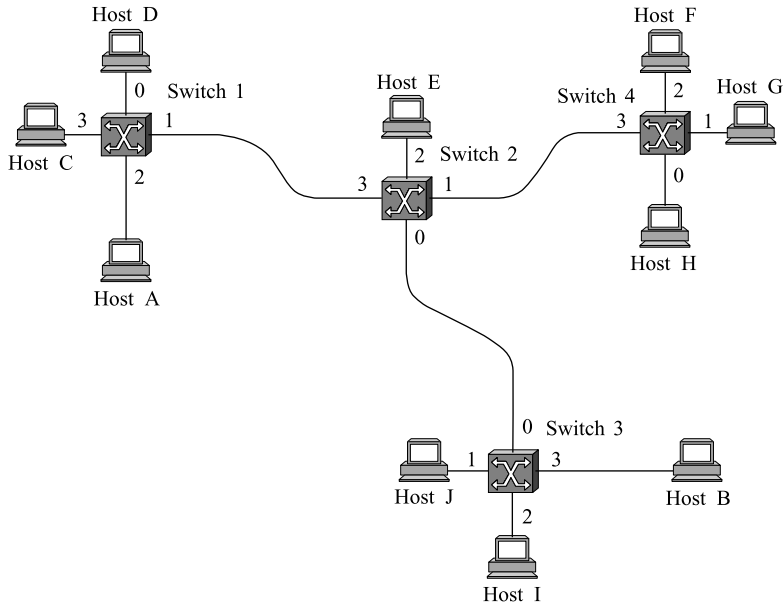 Host D
Host F
0
Switch 1
Host E
Switch 4
2
Host G
3
1
3
1
Host C
2
2
Switch 2
0
3
1
Host A
0
Host H
0
Switch 3
1
3
Host J
Host B
2
Host I